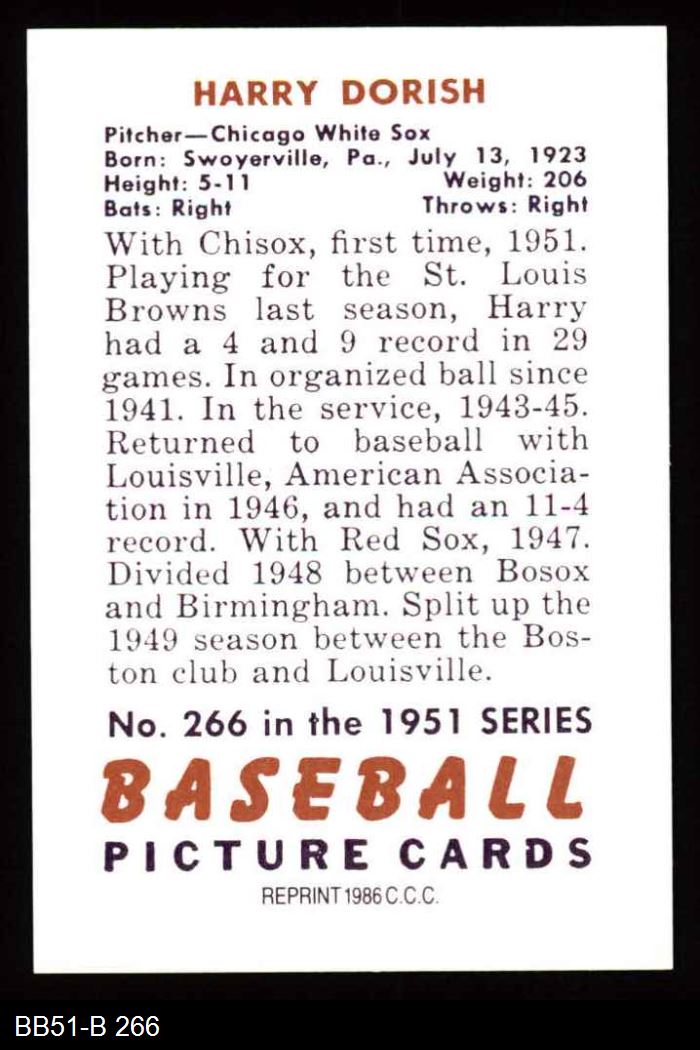 HARRY DORISH
Pitcher—Chicago White Sox
Born: Swoyerville, Pa., July 13, 1923
Height: 5-11 Weight: 206
Bats: Right Throws: Right
With Chisox, first time, 1951.
Playing for the St. Louis
Browns last season, Harry
had a 4 and 9 record in 29
games. In organized ball since
1941. In the service, 1943-45.
Returned to baseball with
Louisville, American Associa-
tion in 1946, and had an 11-4
record. With Red Sox, 1947.
Divided 1948 between Bosox
and Birmingham. Split up the
1949 season between the Bos-
ton club and Louisville.
No. 266 in the 1951 SERIES
BASEBALL
PICTURE CARDS
REPRINT 1986 C.C.C.
BB51-B 266